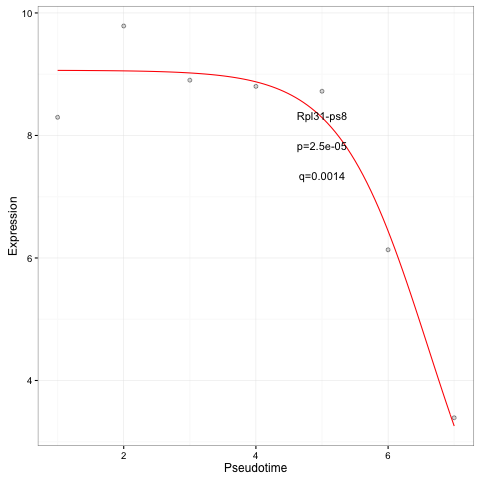 10
8
6
4
Expression
Rpl31-ps8
p=2.5e-05
q=0.0014
2
4
6
Pseudotime